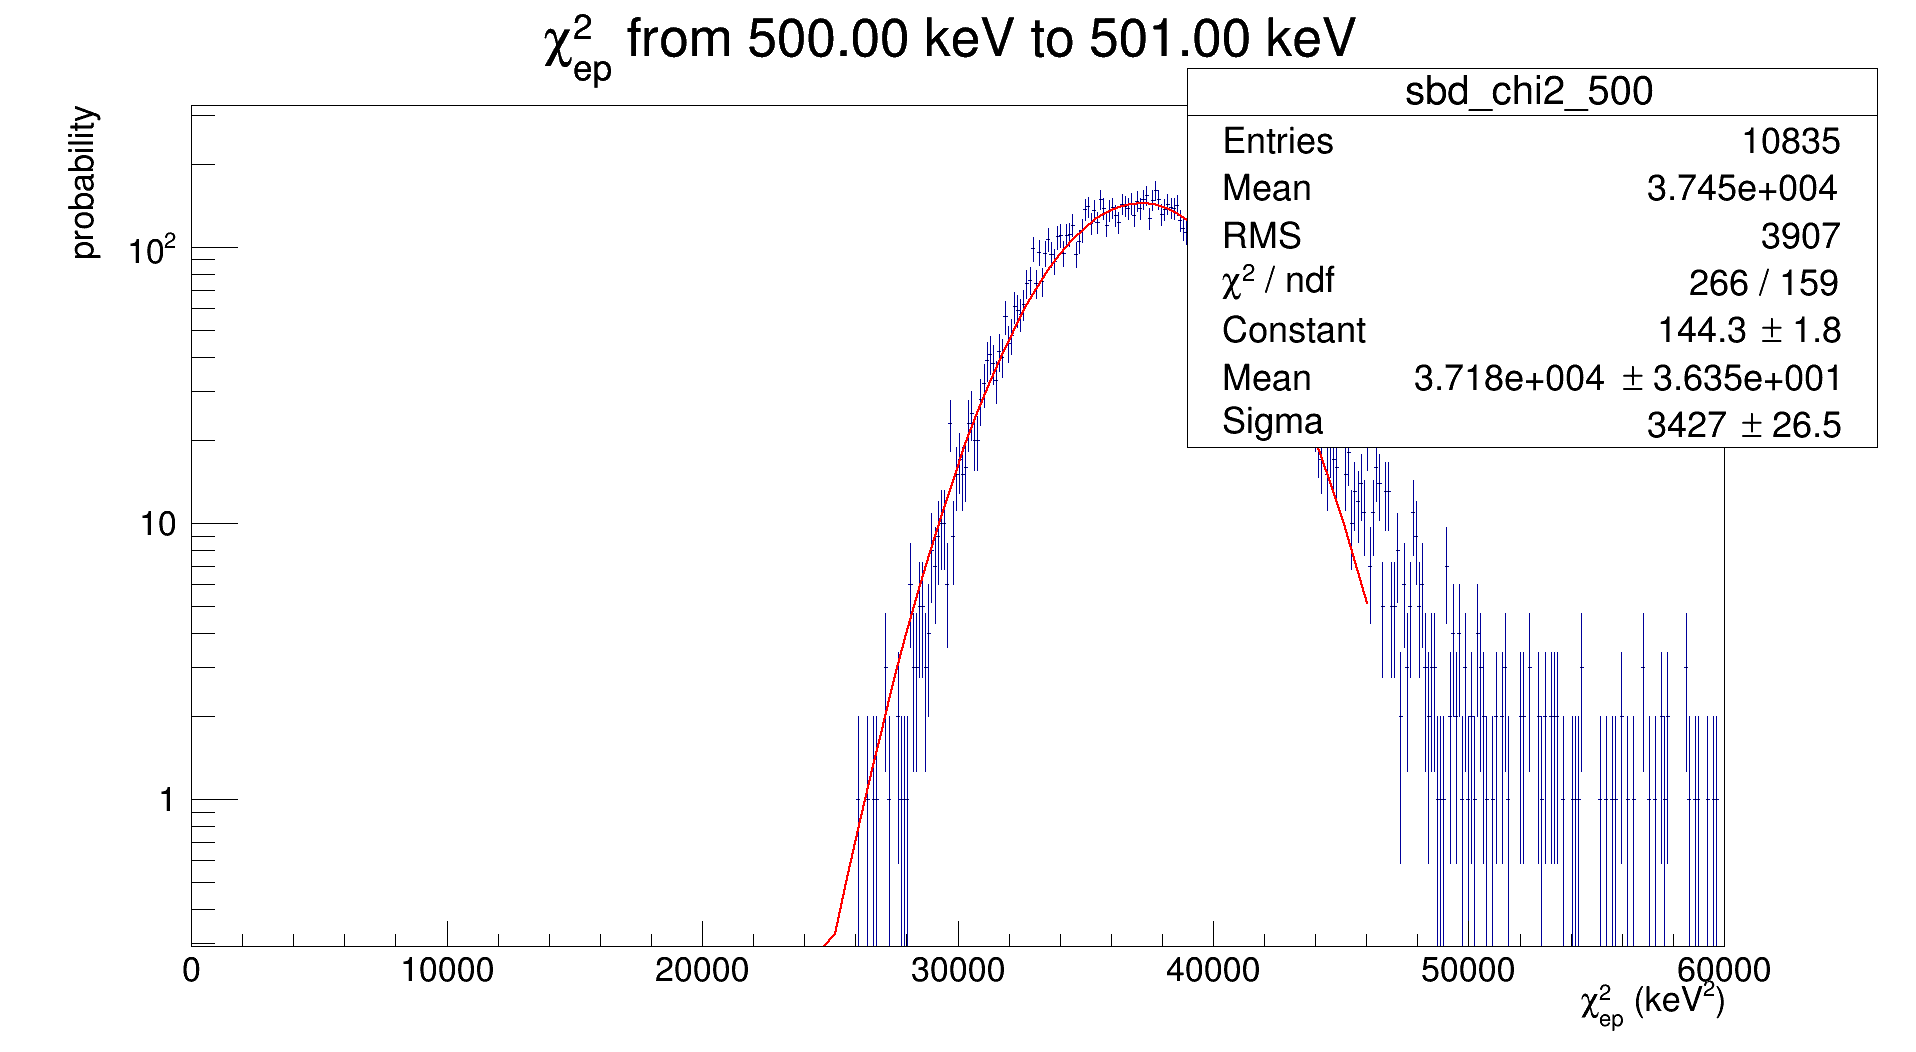 χ²ep from 500.00 keV to 501.00 keV
sbd_chi2_500
Entries 10835
Mean 3.745e+004
RMS 3907
χ² / ndf 266 / 159
Constant 144.3 ± 1.8
Mean 3.718e+004 ± 3.635e+001
Sigma 3427 ± 26.5
probability
10²
10
1
0 10000 20000 30000 40000 50000 60000
χ²ep (keV²)